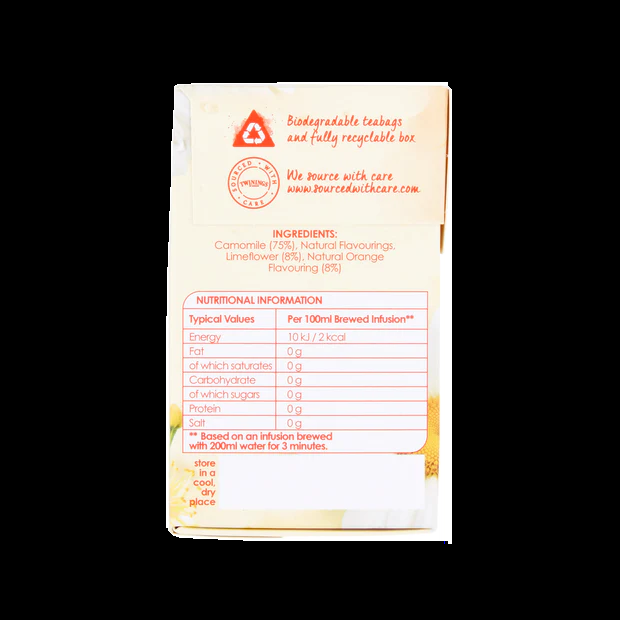 Biodegradable teabags
and fully recyclable box
SOURCED • WITH • CARE •
TWININGS
We source with care
www.sourcedwithcare.com
INGREDIENTS:
Camomile (75%), Natural Flavourings,
Limeflower (8%), Natural Orange
Flavouring (8%)
NUTRITIONAL INFORMATION
Typical Values Per 100ml Brewed Infusion**
Energy 10 kJ / 2 kcal
Fat 0 g
of which saturates 0 g
Carbohydrate 0 g
of which sugars 0 g
Protein 0 g
Salt 0 g
** Based on an infusion brewed
with 200ml water for 3 minutes.
store
in a
cool,
dry
place